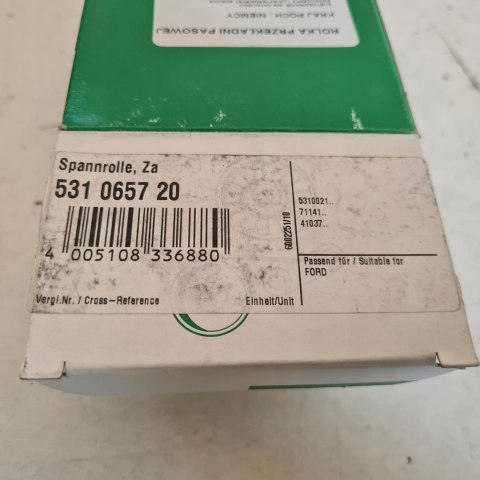 ROLKA PRZEKŁADNI PASOWEJ
KRAJ POCH.: NIEMCY
Spannrolle, Za
531 0657 20
4 005108 336880
Vergl.Nr. / Cross-Reference
Einheit/Unit
6002251/10
5310021..
71141..
41037..
Passend für / Suitable for
FORD